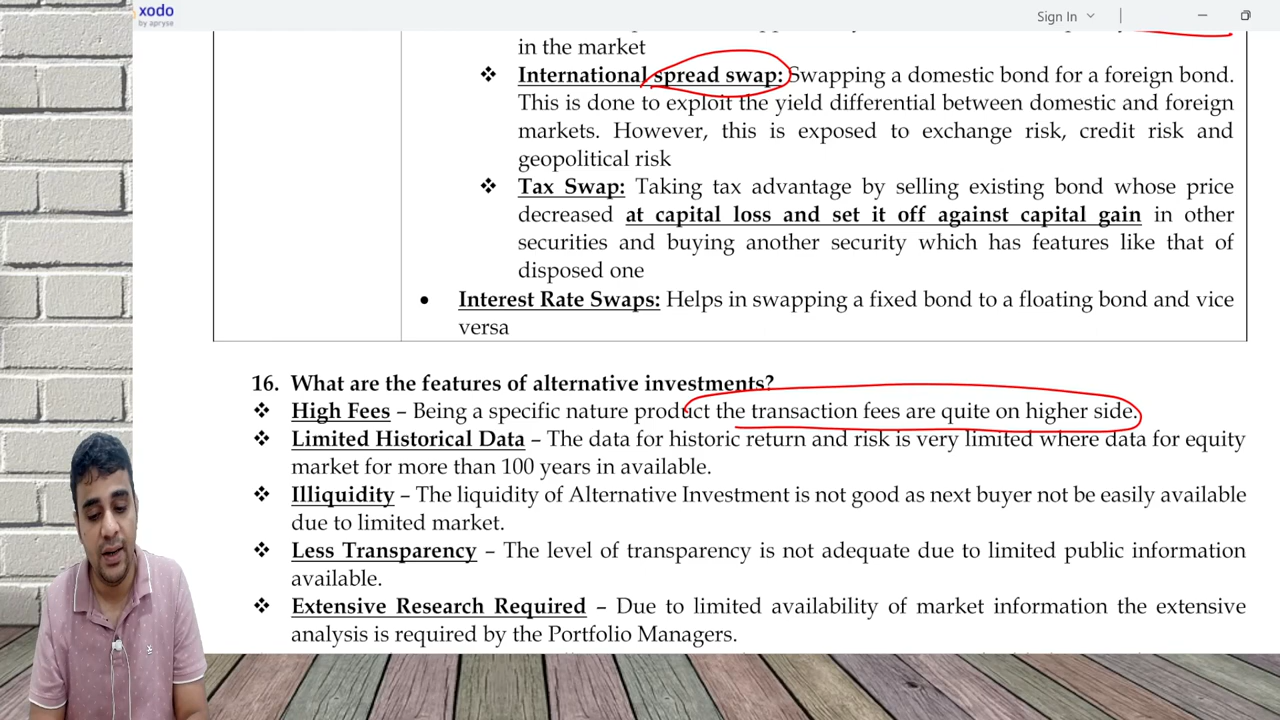 xodo
by apryse
Sign In
in the market
❖ International spread swap: Swapping a domestic bond for a foreign bond.
This is done to exploit the yield differential between domestic and foreign
markets. However, this is exposed to exchange risk, credit risk and
geopolitical risk
❖ Tax Swap: Taking tax advantage by selling existing bond whose price
decreased at capital loss and set it off against capital gain in other
securities and buying another security which has features like that of
disposed one
• Interest Rate Swaps: Helps in swapping a fixed bond to a floating bond and vice
versa
16. What are the features of alternative investments?
❖ High Fees – Being a specific nature product the transaction fees are quite on higher side.
❖ Limited Historical Data – The data for historic return and risk is very limited where data for equity
market for more than 100 years in available.
❖ Illiquidity – The liquidity of Alternative Investment is not good as next buyer not be easily available
due to limited market.
❖ Less Transparency – The level of transparency is not adequate due to limited public information
available.
❖ Extensive Research Required – Due to limited availability of market information the extensive
analysis is required by the Portfolio Managers.